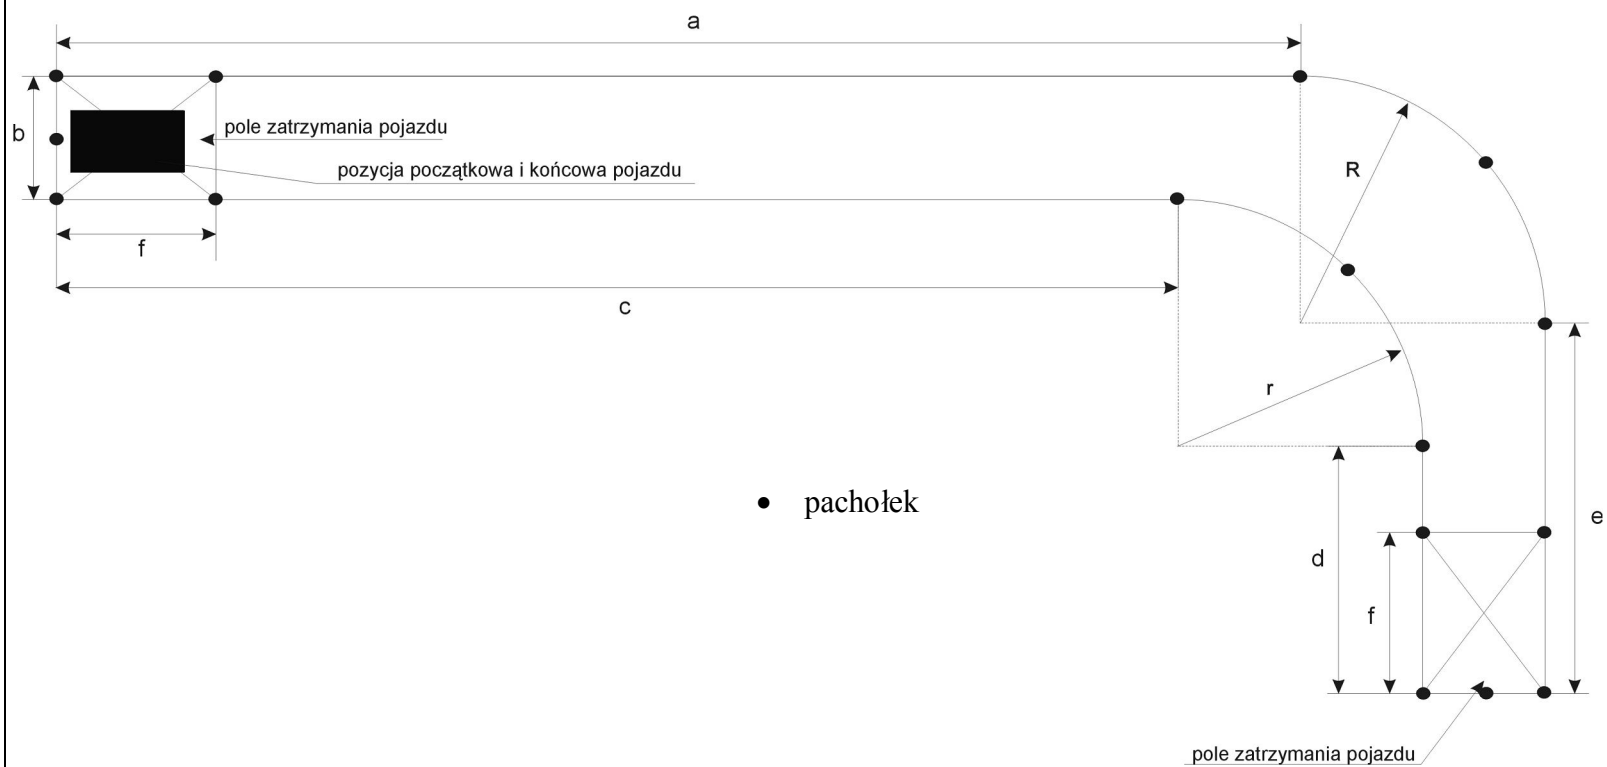 a
b
pole zatrzymania pojazdu
pozycja początkowa i końcowa pojazdu
R
f
c
r
• pachołek
e
d
f
pole zatrzymania pojazdu